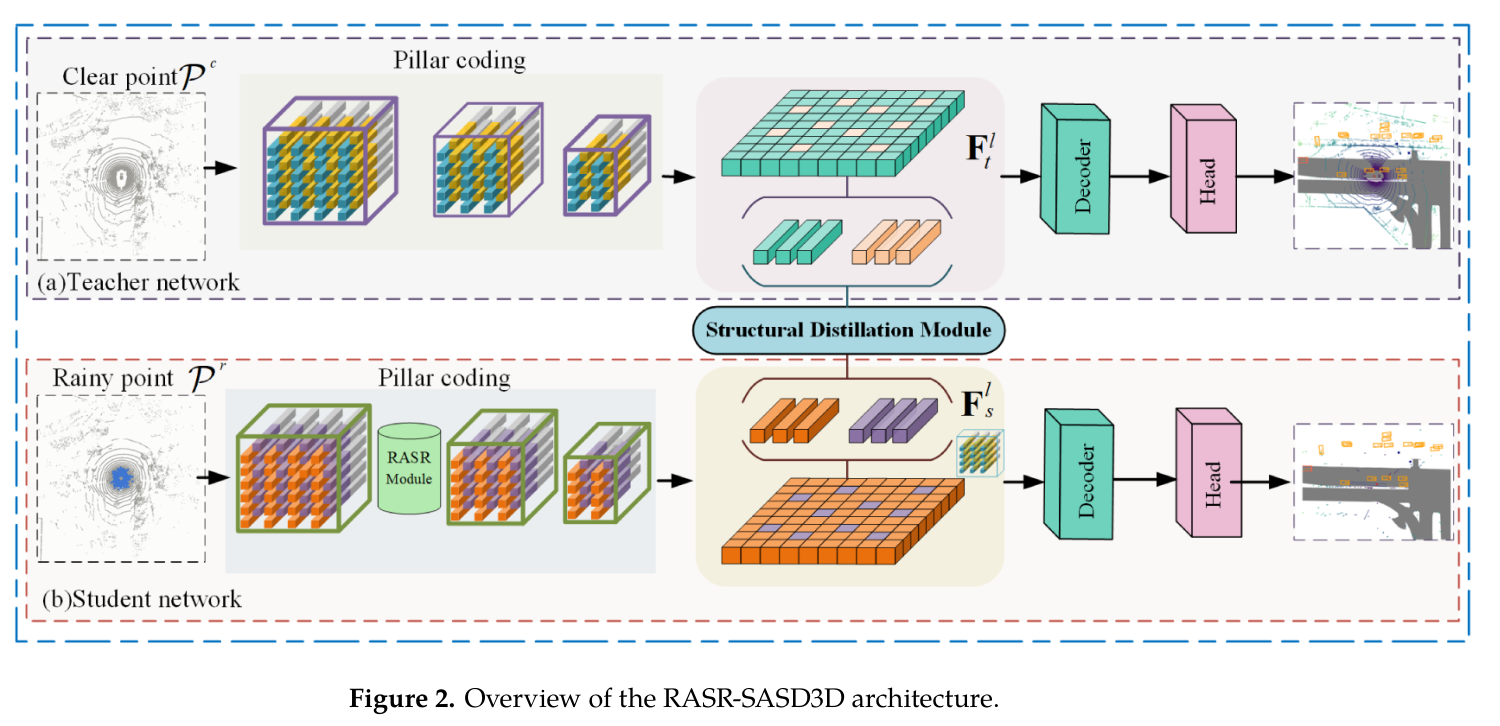 Pillar coding
Clear point 𝒫^c
F_t^l
Decoder
Head
(a)Teacher network
Structural Distillation Module
Rainy point 𝒫^r
Pillar coding
F_s^l
RASR
Module
Decoder
Head
(b)Student network
Figure 2. Overview of the RASR-SASD3D architecture.